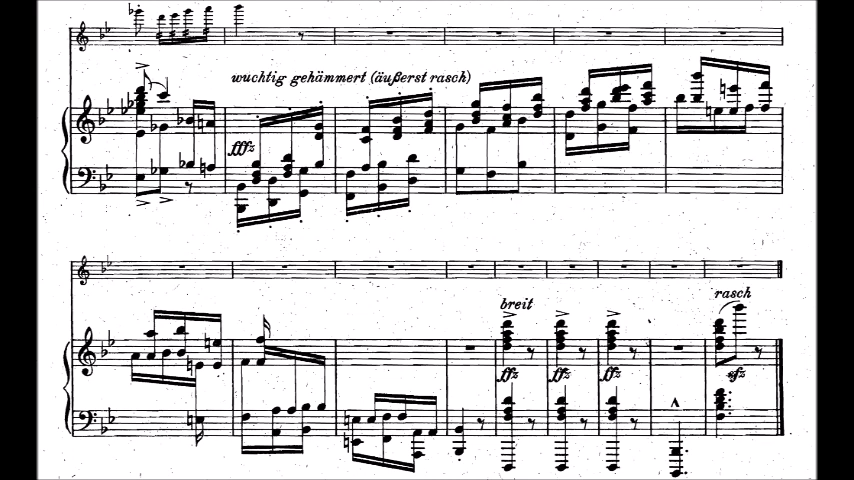 wuchtig gehämmert (äußerst rasch)
fffz
breit
rasch
ffz
ffz
ffz
sfz